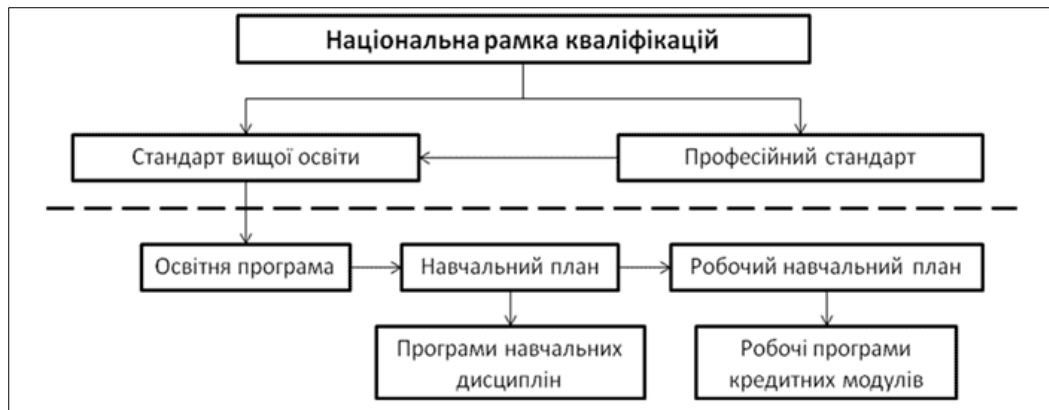 Національна рамка кваліфікацій
Стандарт вищої освіти
Професійний стандарт
Освітня програма
Навчальний план
Робочий навчальний план
Програми навчальних
дисциплін
Робочі програми
кредитних модулів